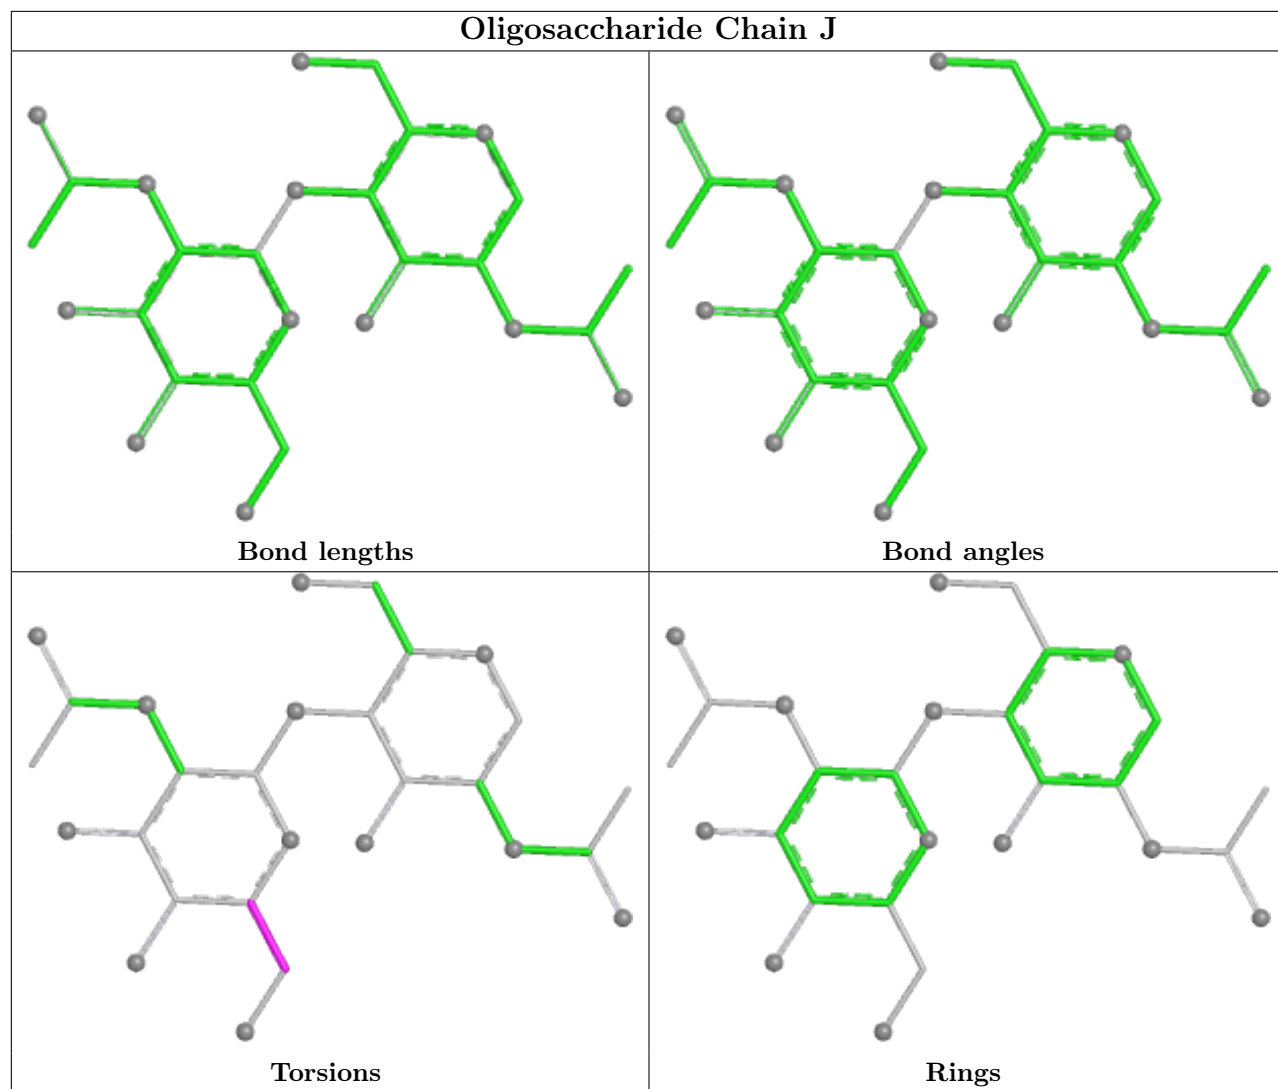 Oligosaccharide Chain J
Bond lengths
Bond angles
Torsions
Rings